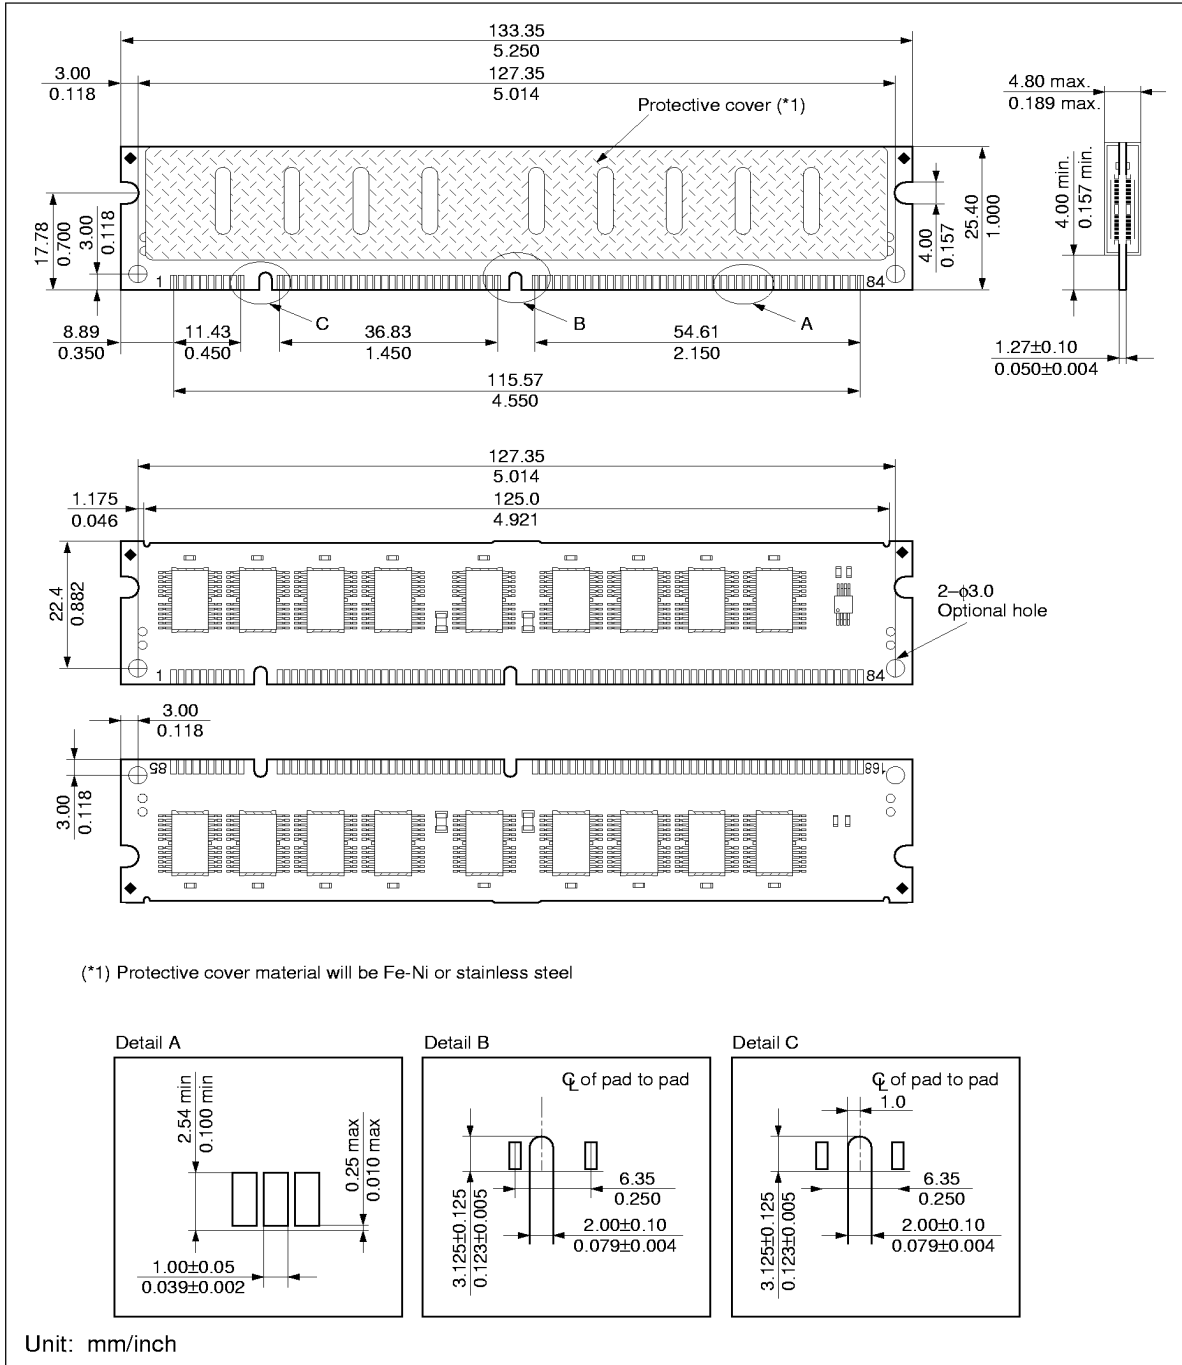 133.35
5.250
3.00
0.118
127.35
5.014
4.80 max.
0.189 max.
Protective cover (*1)
17.78
0.700
3.00
0.118
4.00
0.157
25.40
1.000
4.00 min.
0.157 min.
1
84
C
B
A
8.89
0.350
11.43
0.450
36.83
1.450
54.61
2.150
1.27±0.10
0.050±0.004
115.57
4.550
127.35
5.014
1.175
0.046
125.0
4.921
22.4
0.882
2–ϕ3.0
Optional hole
1
84
3.00
0.118
85
168
3.00
0.118
(*1) Protective cover material will be Fe-Ni or stainless steel
Detail A
2.54 min
0.100 min
0.25 max
0.010 max
1.00±0.05
0.039±0.002
Detail B
℄ of pad to pad
3.125±0.125
0.123±0.005
6.35
0.250
2.00±0.10
0.079±0.004
Detail C
℄ of pad to pad
1.0
3.125±0.125
0.123±0.005
6.35
0.250
2.00±0.10
0.079±0.004
Unit: mm/inch